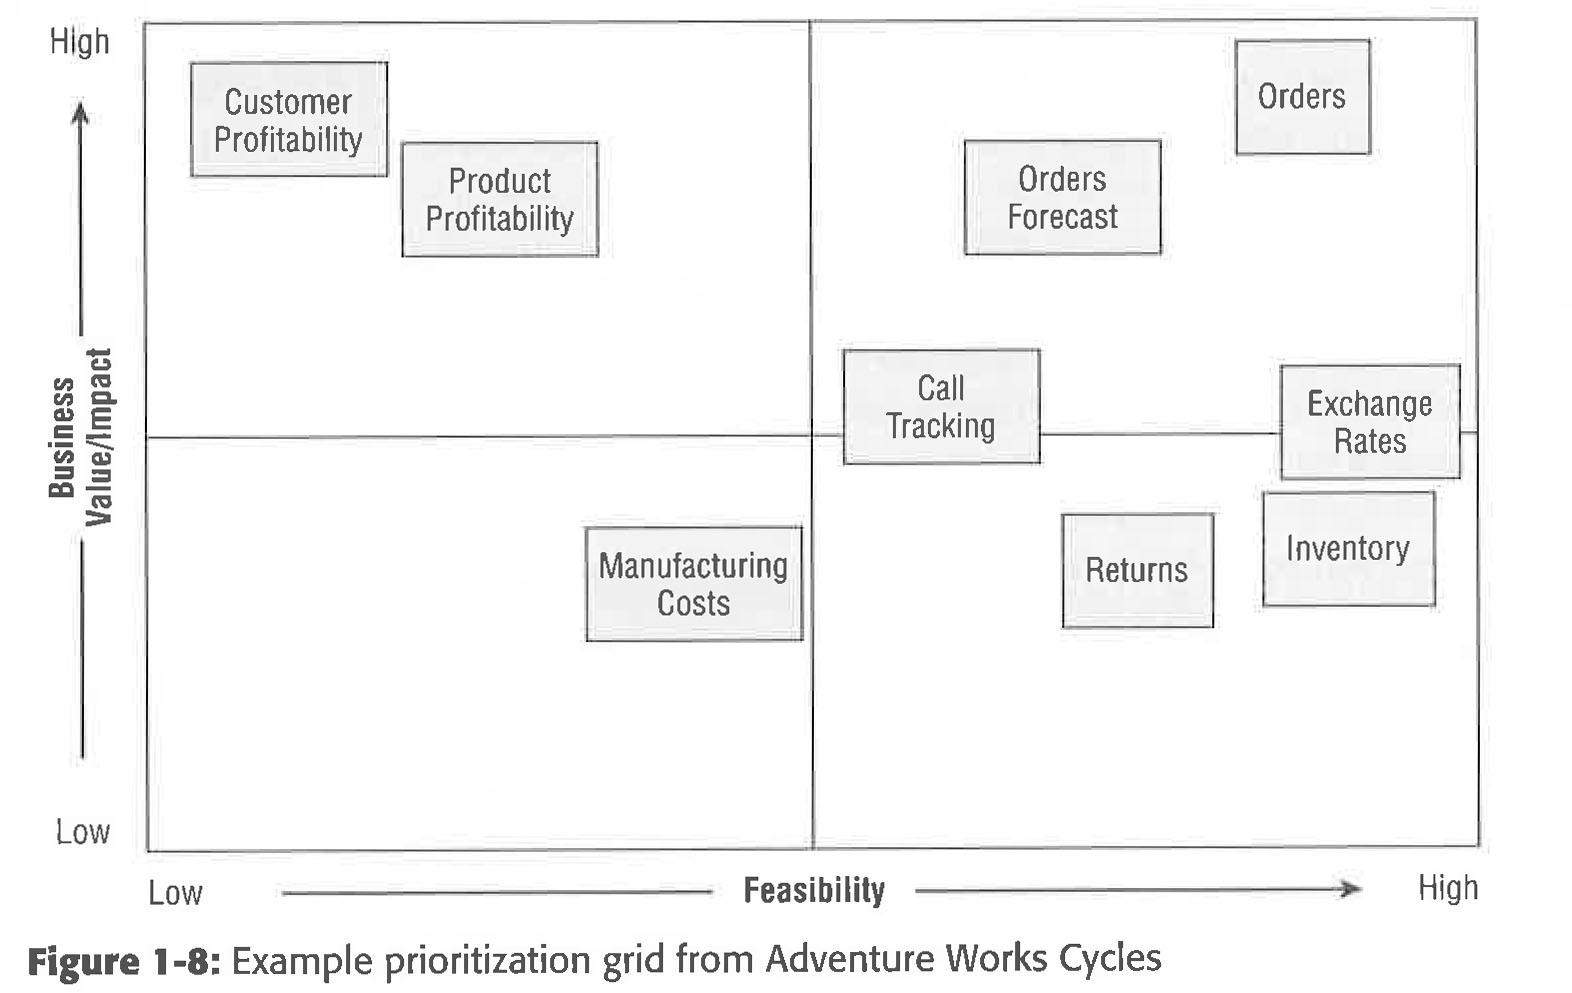 High
Customer
Profitability
Product
Profitability
Orders
Orders
Forecast
Call
Tracking
Exchange
Rates
Business
Value/Impact
Manufacturing
Costs
Returns
Inventory
Low
Low
Feasibility
High
Figure 1-8: Example prioritization grid from Adventure Works Cycles